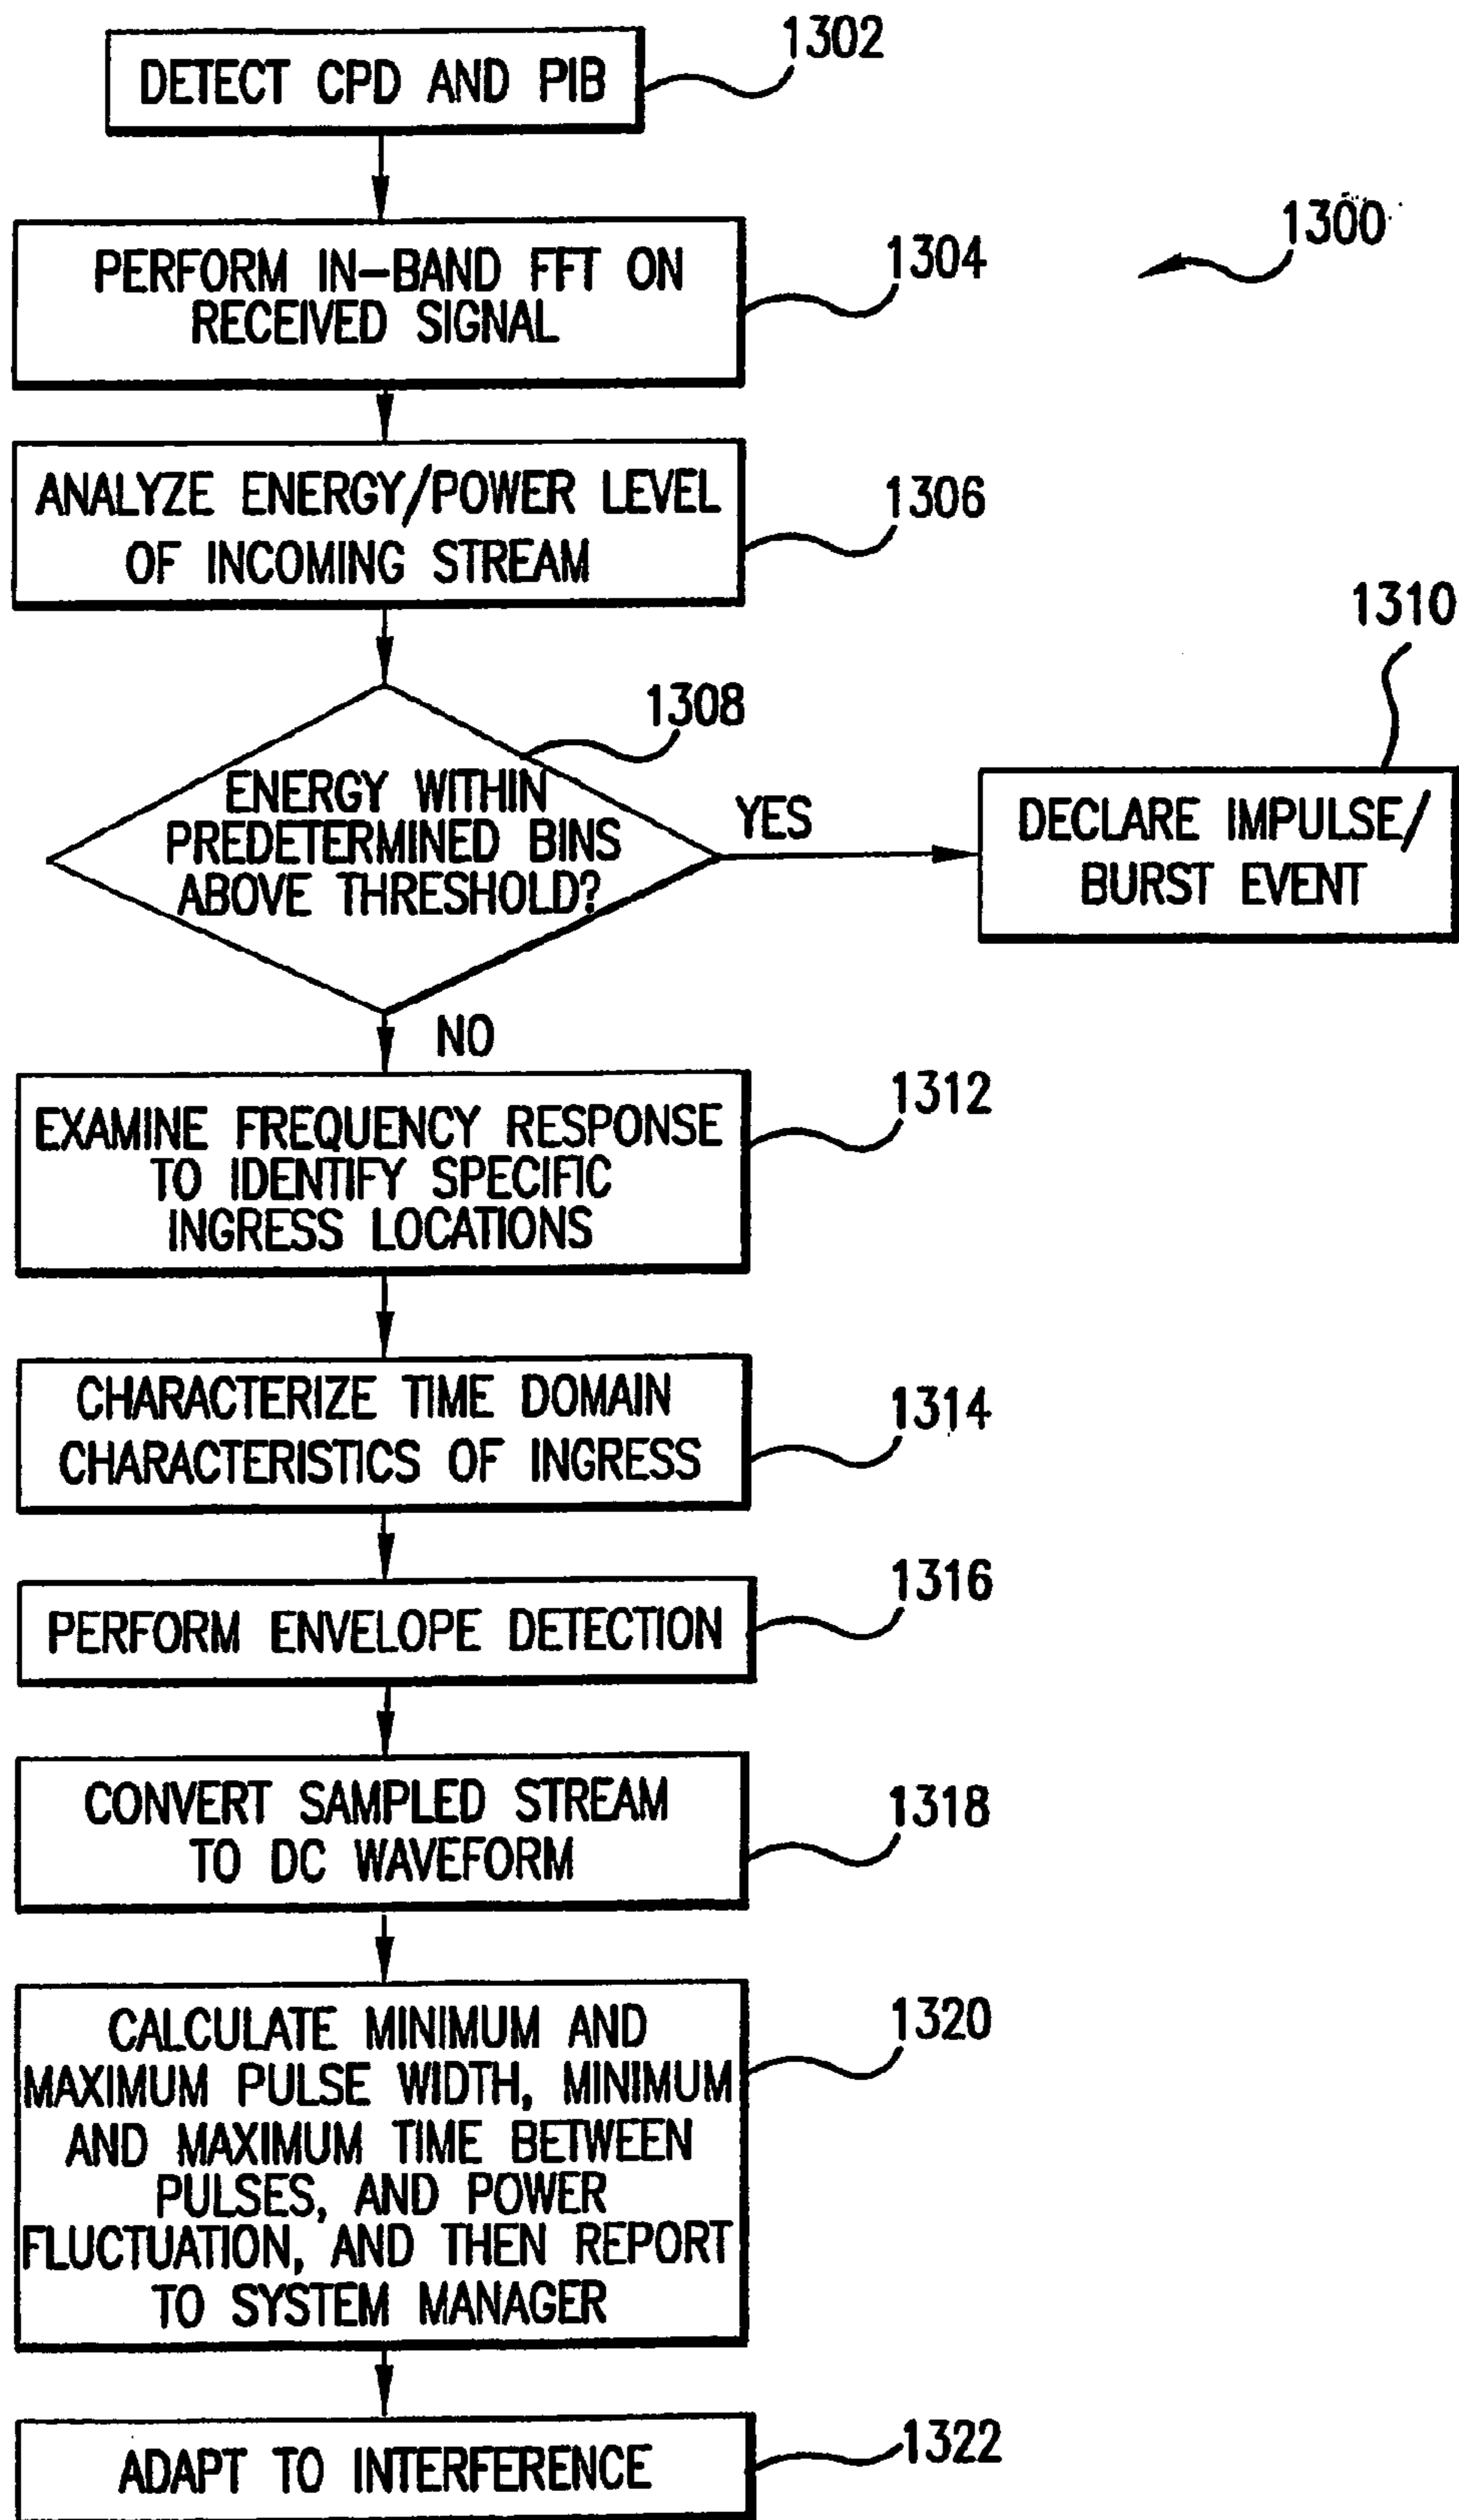 1302
DETECT CPD AND PIB
1300
1304
PERFORM IN-BAND FFT ON
RECEIVED SIGNAL
1306
ANALYZE ENERGY/POWER LEVEL
OF INCOMING STREAM
1308
ENERGY WITHIN
PREDETERMINED BINS
ABOVE THRESHOLD?
YES
1310
DECLARE IMPULSE/
BURST EVENT
NO
1312
EXAMINE FREQUENCY RESPONSE
TO IDENTIFY SPECIFIC
INGRESS LOCATIONS
1314
CHARACTERIZE TIME DOMAIN
CHARACTERISTICS OF INGRESS
1316
PERFORM ENVELOPE DETECTION
1318
CONVERT SAMPLED STREAM
TO DC WAVEFORM
1320
CALCULATE MINIMUM AND
MAXIMUM PULSE WIDTH, MINIMUM
AND MAXIMUM TIME BETWEEN
PULSES, AND POWER
FLUCTUATION, AND THEN REPORT
TO SYSTEM MANAGER
1322
ADAPT TO INTERFERENCE